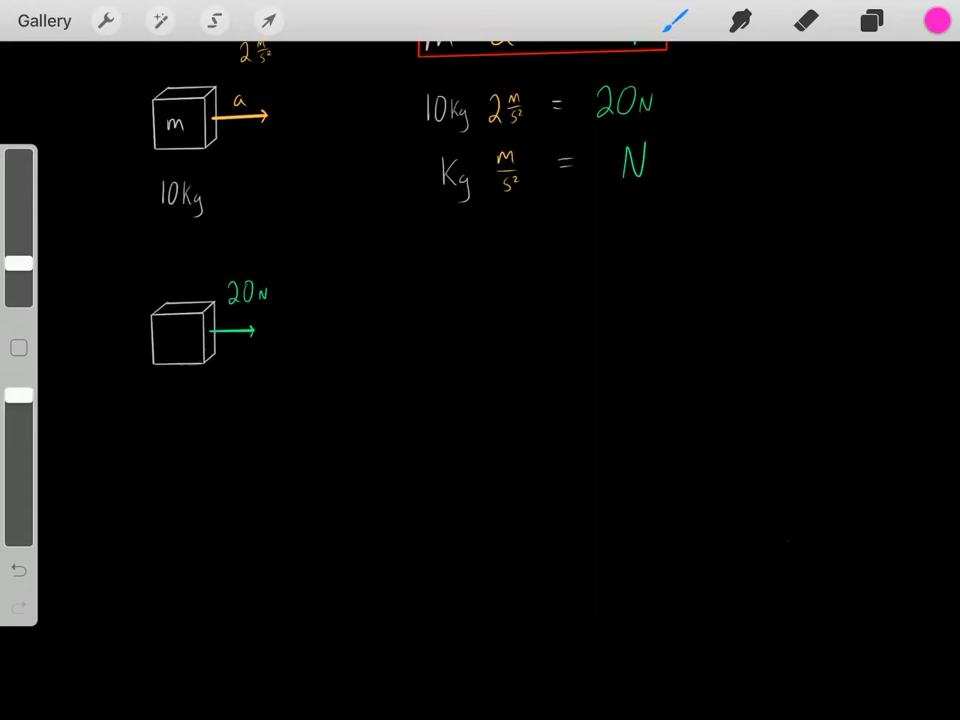 Gallery
2 m/s²
a
m
10Kg 2 m/s² = 20N
Kg m/s² = N
10Kg
20N